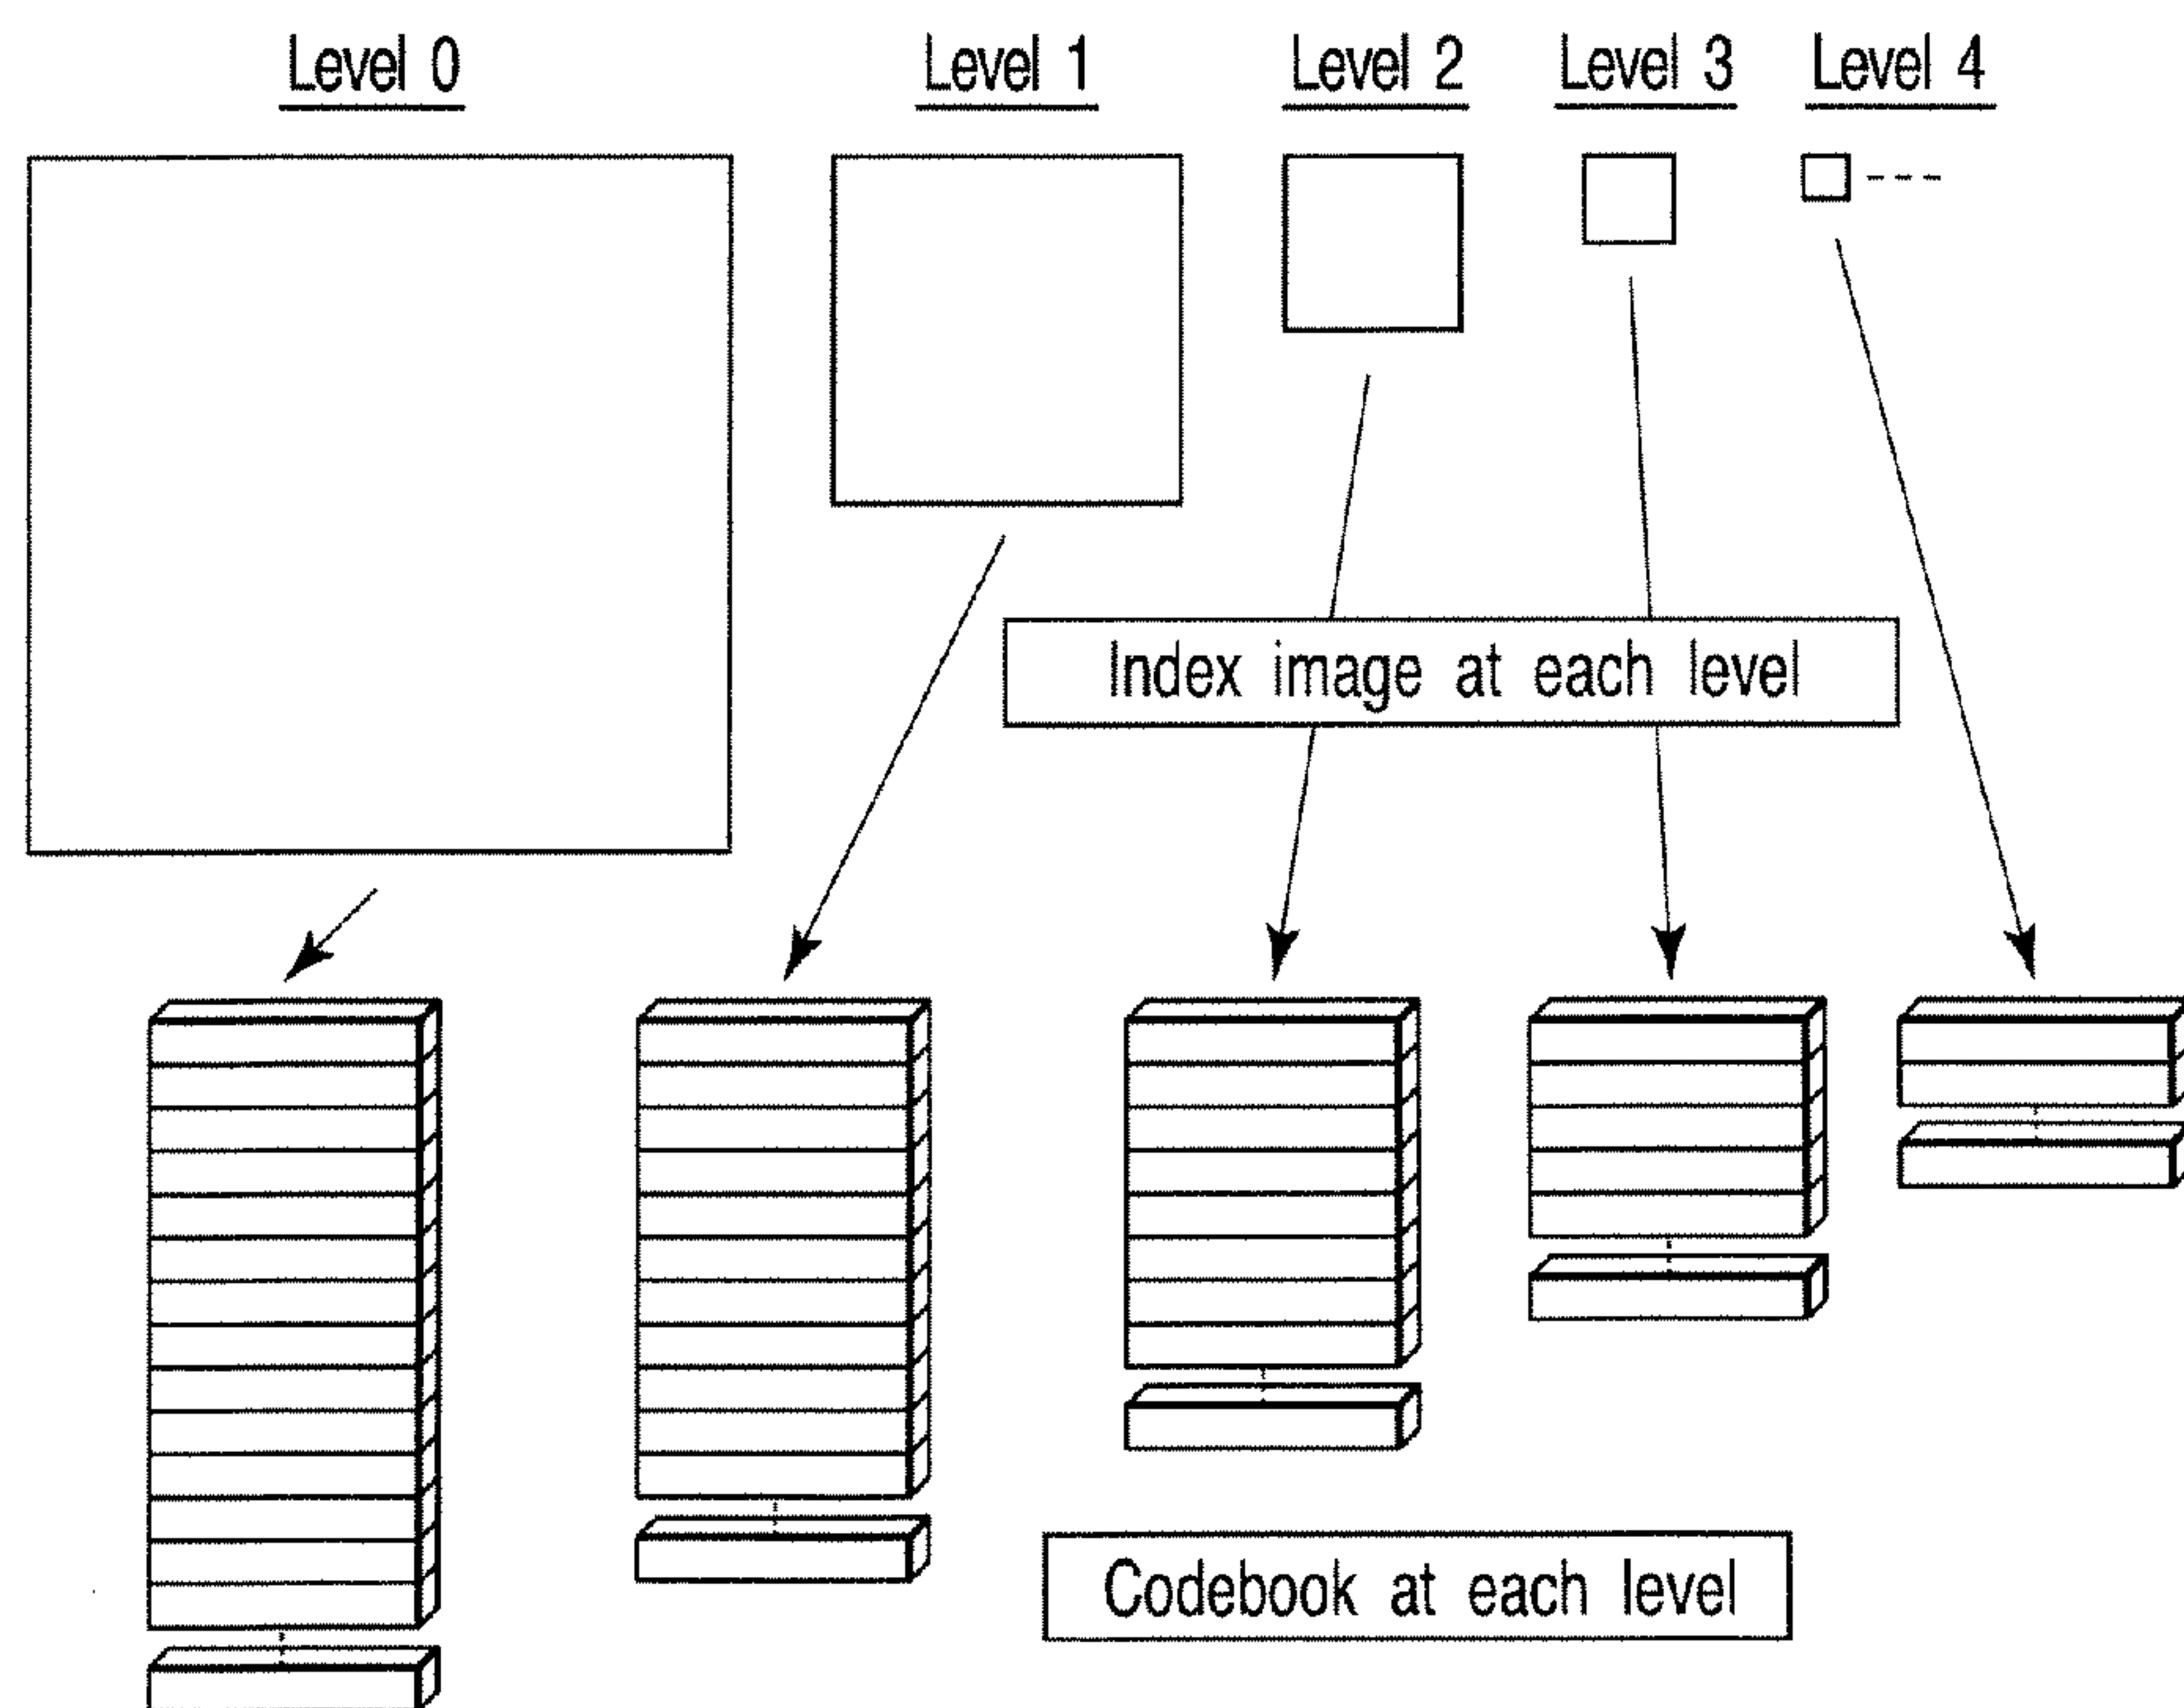 Level 0
Level 1
Level 2
Level 3
Level 4
Index image at each level
Codebook at each level